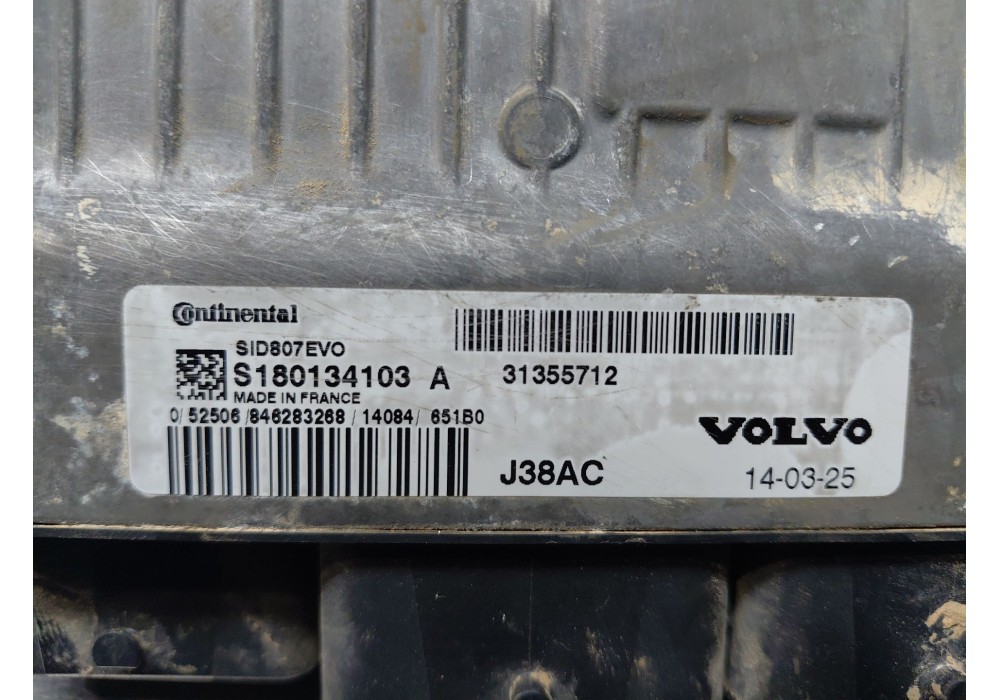 Continental
SID807EVO
S180134103 A
31355712
MADE IN FRANCE
0/ 52506 /846283268 / 14084/ 651B0
VOLVO
J38AC
14-03-25